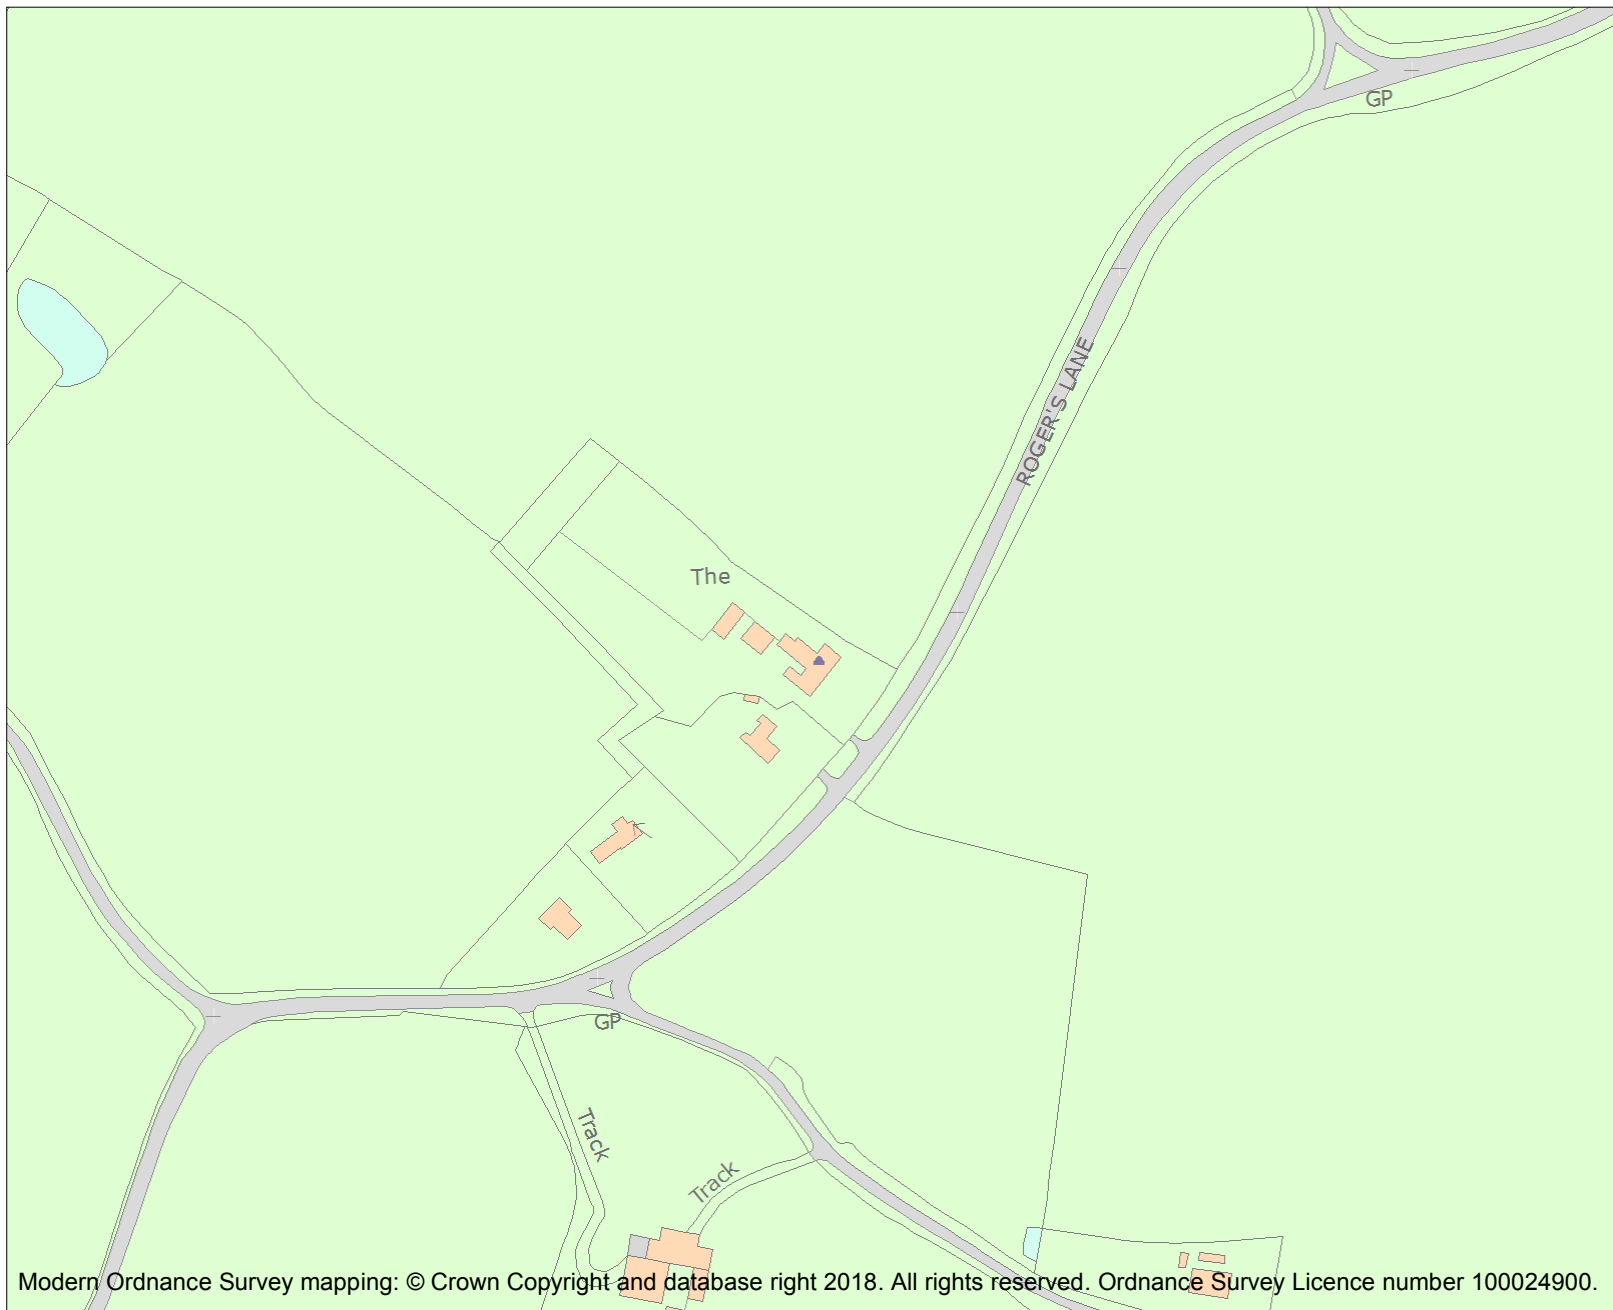 GP
ROGER'S LANE
The
GP
Track
Track
Modern Ordnance Survey mapping: © Crown Copyright and database right 2018. All rights reserved. Ordnance Survey Licence number 100024900.